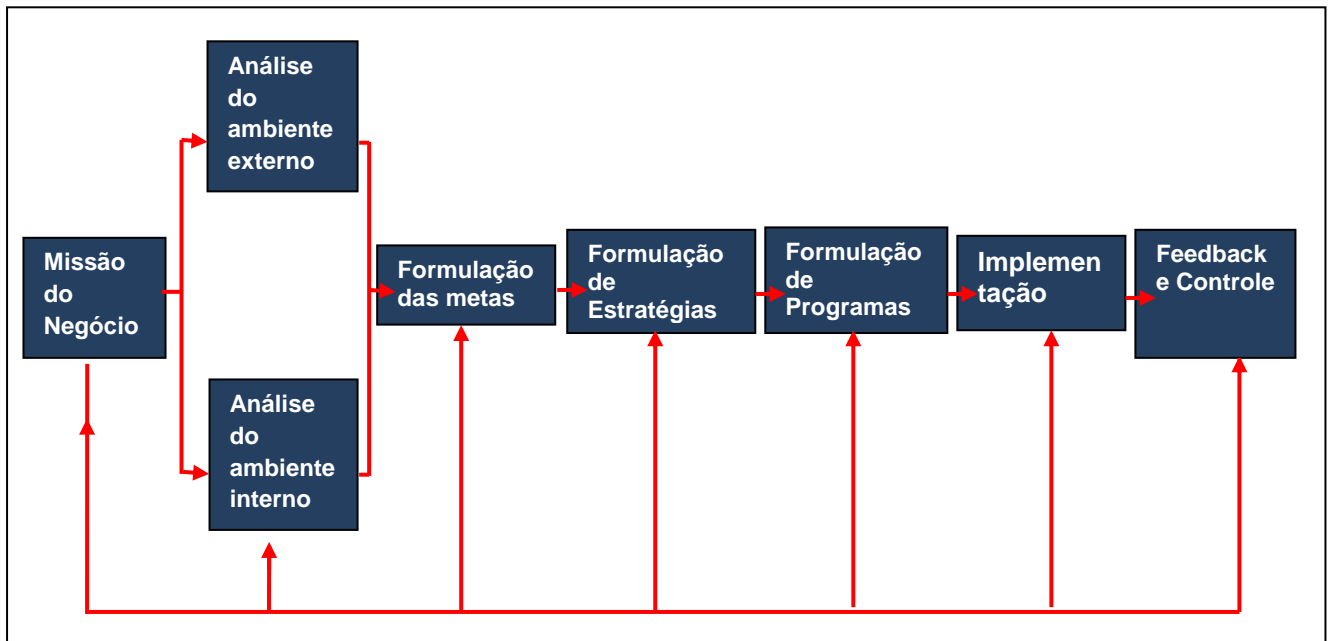 Missão
do
Negócio
Análise
do
ambiente
externo
Análise
do
ambiente
interno
Formulação
das metas
Formulação
de
Estratégias
Formulação
de
Programas
Implemen
tação
Feedback
e Controle